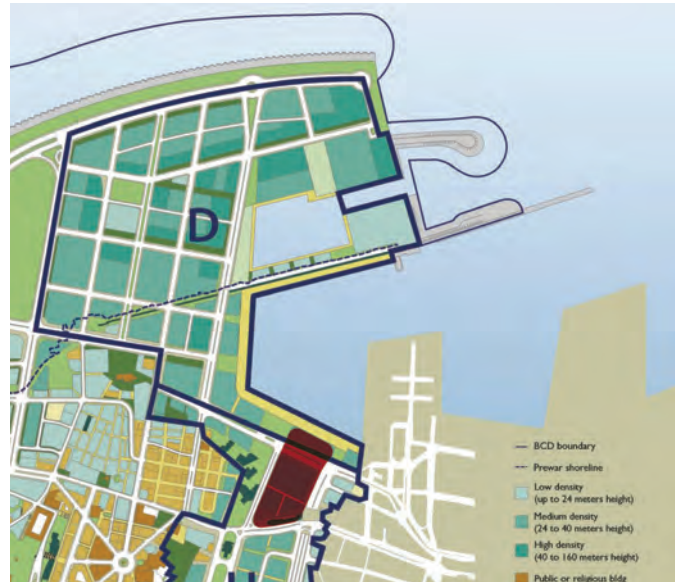 D
BCD boundary
Prewar shoreline
Low density
(up to 24 meters height)
Medium density
(24 to 40 meters height)
High density
(40 to 160 meters height)
Public or religious bldg